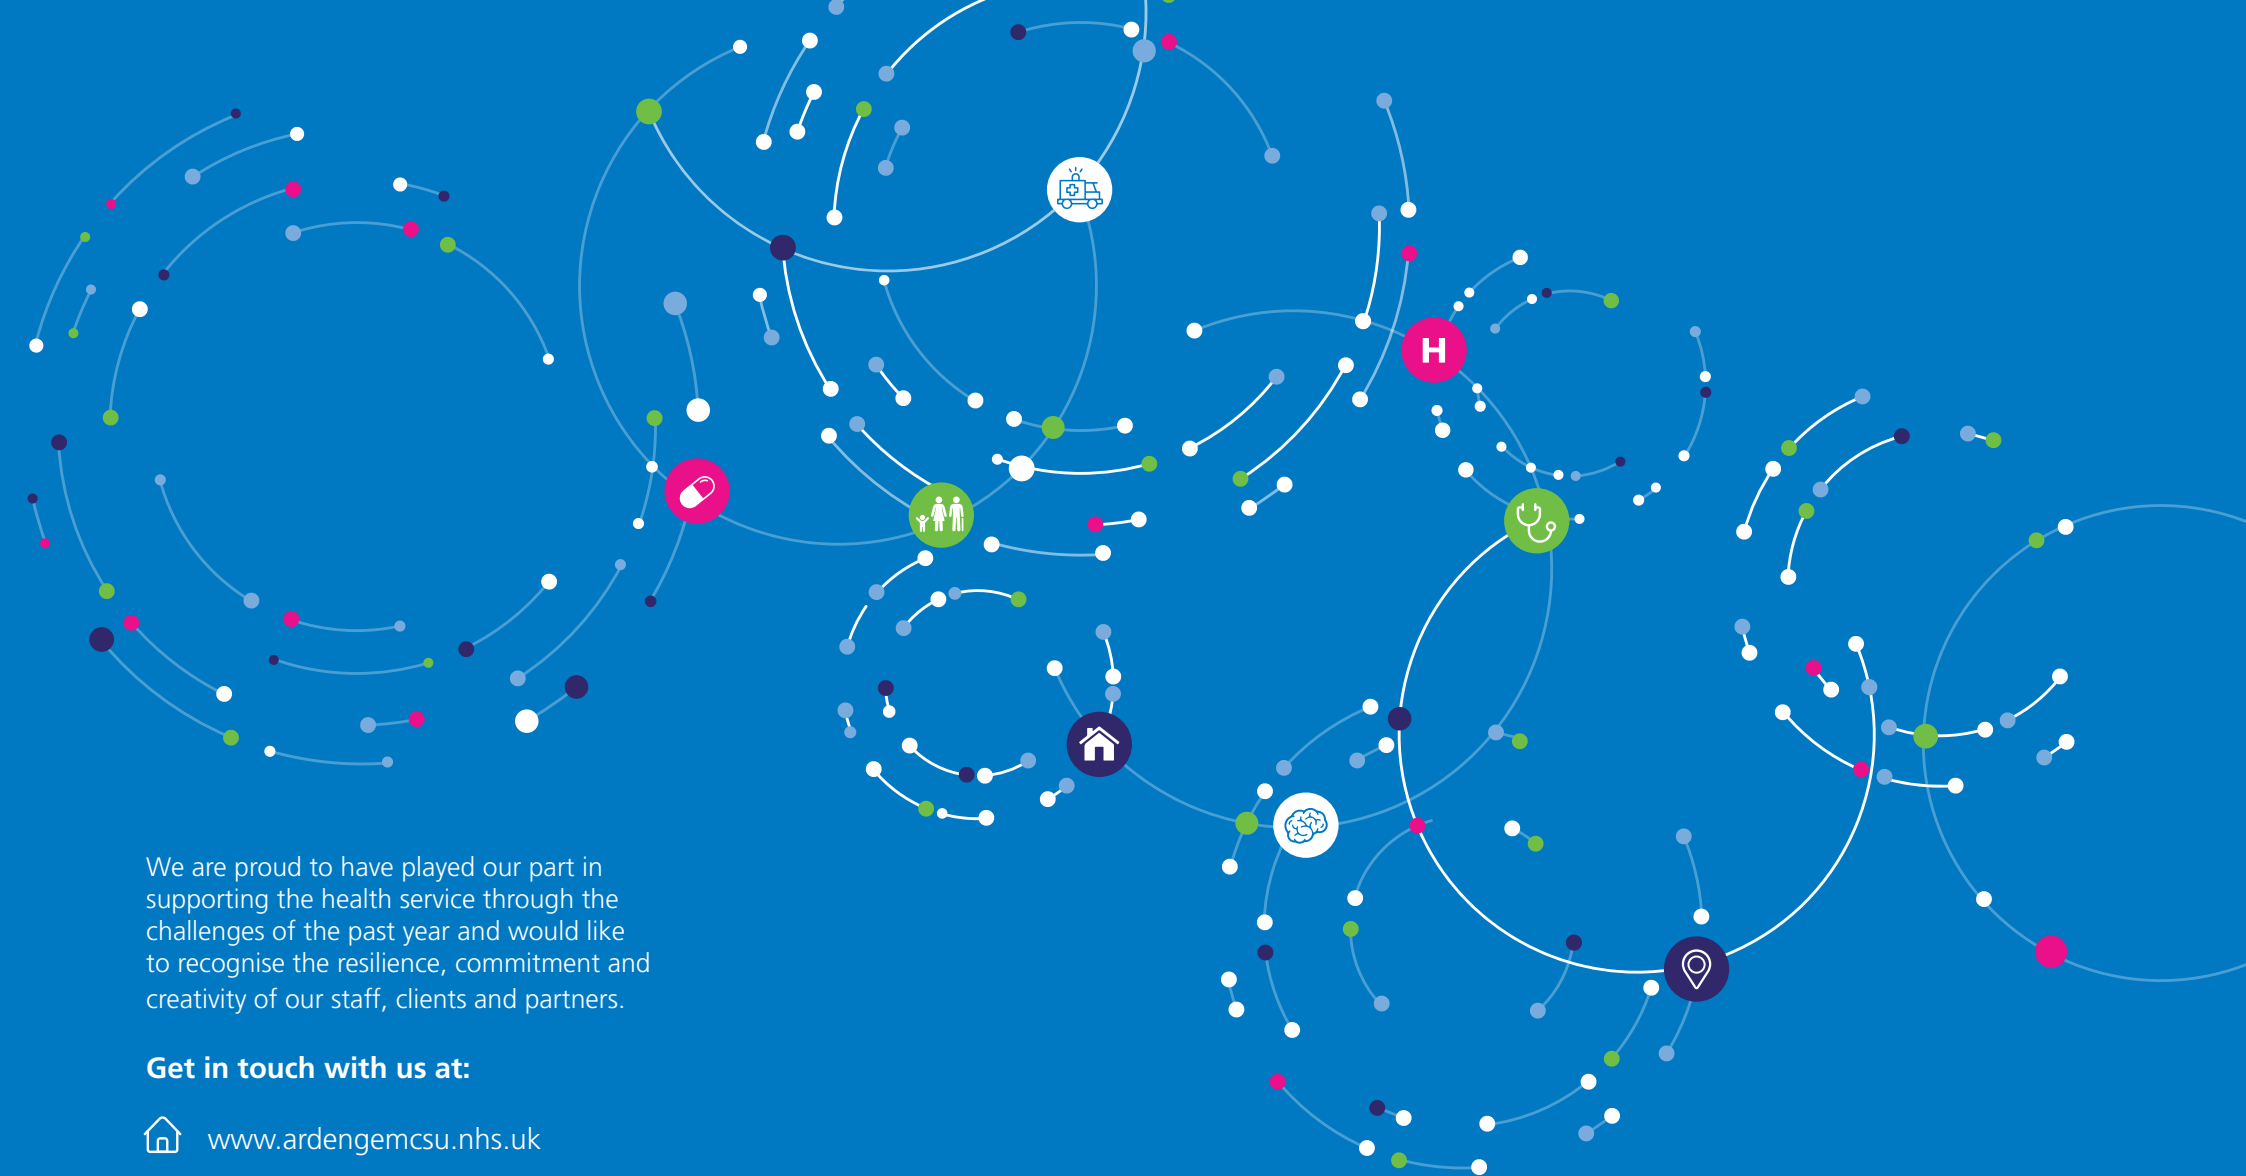 H
We are proud to have played our part in
supporting the health service through the
challenges of the past year and would like
to recognise the resilience, commitment and
creativity of our staff, clients and partners.
Get in touch with us at:
www.ardengemcsu.nhs.uk